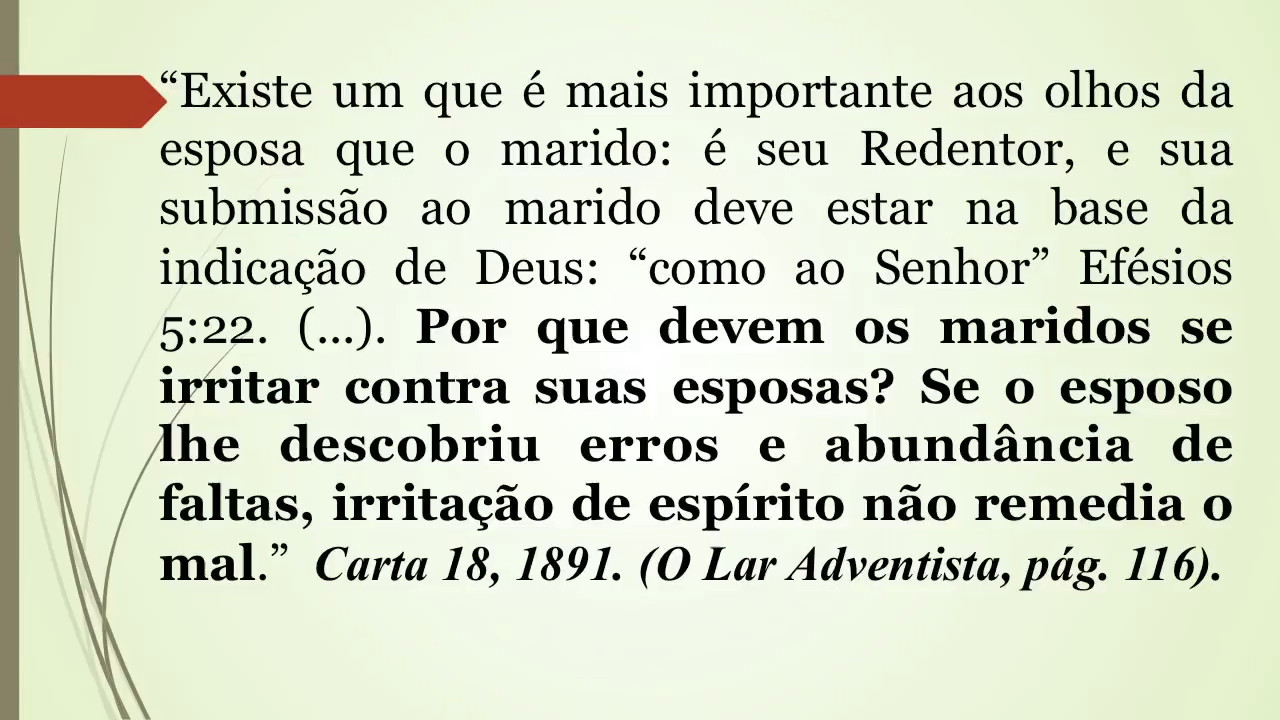 “Existe um que é mais importante aos olhos da
esposa que o marido: é seu Redentor, e sua
submissão ao marido deve estar na base da
indicação de Deus: “como ao Senhor” Efésios
5:22. (...). Por que devem os maridos se
irritar contra suas esposas? Se o esposo
lhe descobriu erros e abundância de
faltas, irritação de espírito não remedia o
mal.” Carta 18, 1891. (O Lar Adventista, pág. 116).